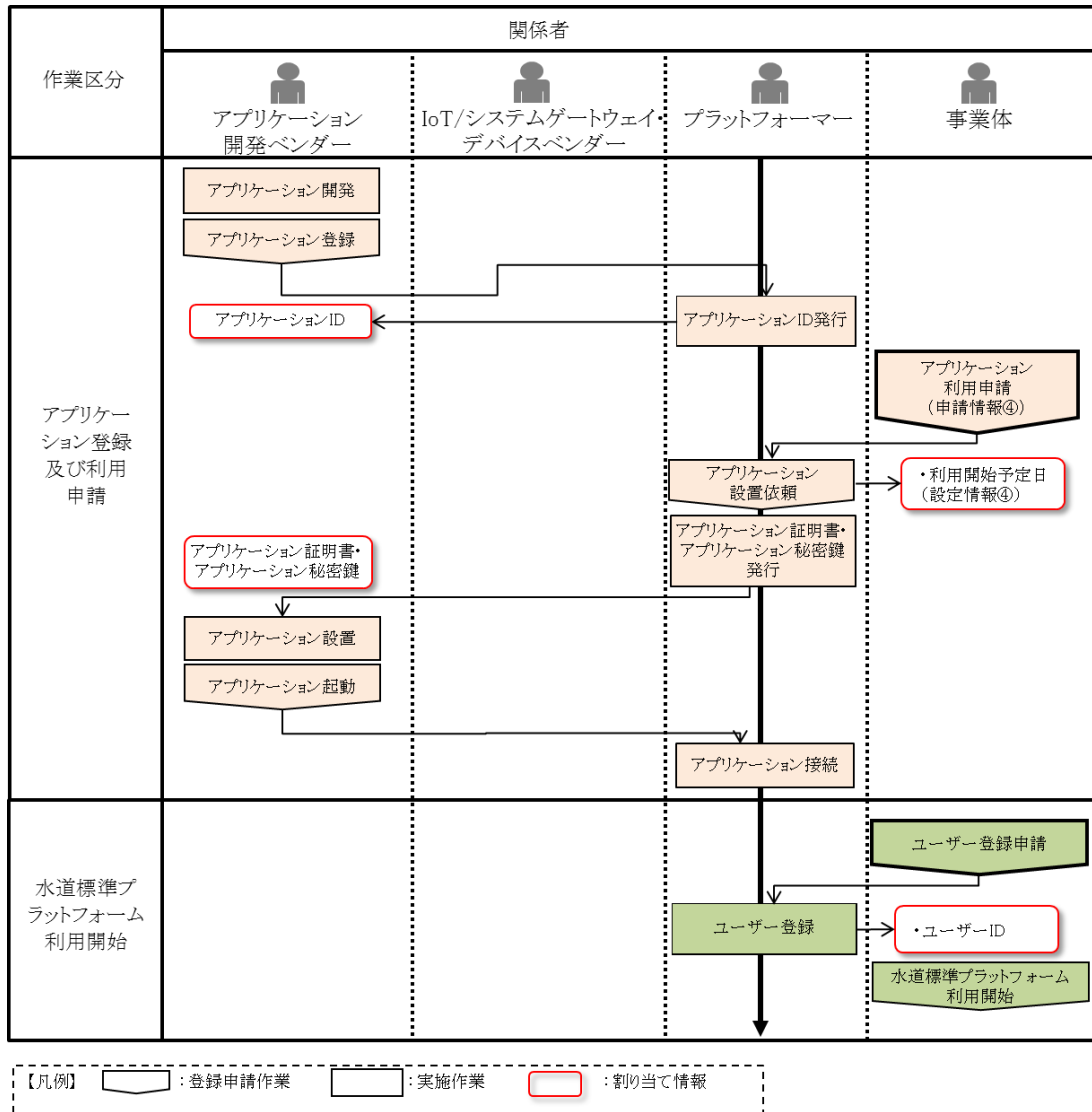 関係者
作業区分
アプリケーション
開発ベンダー
IoT/システムゲートウェイ・
デバイスベンダー
プラットフォーマー
事業体
アプリケーション開発
アプリケーション登録
アプリケーションID
アプリケーションID発行
アプリケーション
利用申請
(申請情報④)
アプリケー
ション登録
及び利用
申請
アプリケーション
設置依頼
・利用開始予定日
(設定情報④)
アプリケーション証明書・
アプリケーション秘密鍵
アプリケーション証明書・
アプリケーション秘密鍵
発行
アプリケーション設置
アプリケーション起動
アプリケーション接続
水道標準プ
ラットフォーム
利用開始
ユーザー登録申請
ユーザー登録
・ユーザーID
水道標準プラットフォーム
利用開始
【凡例】
:登録申請作業
:実施作業
:割り当て情報